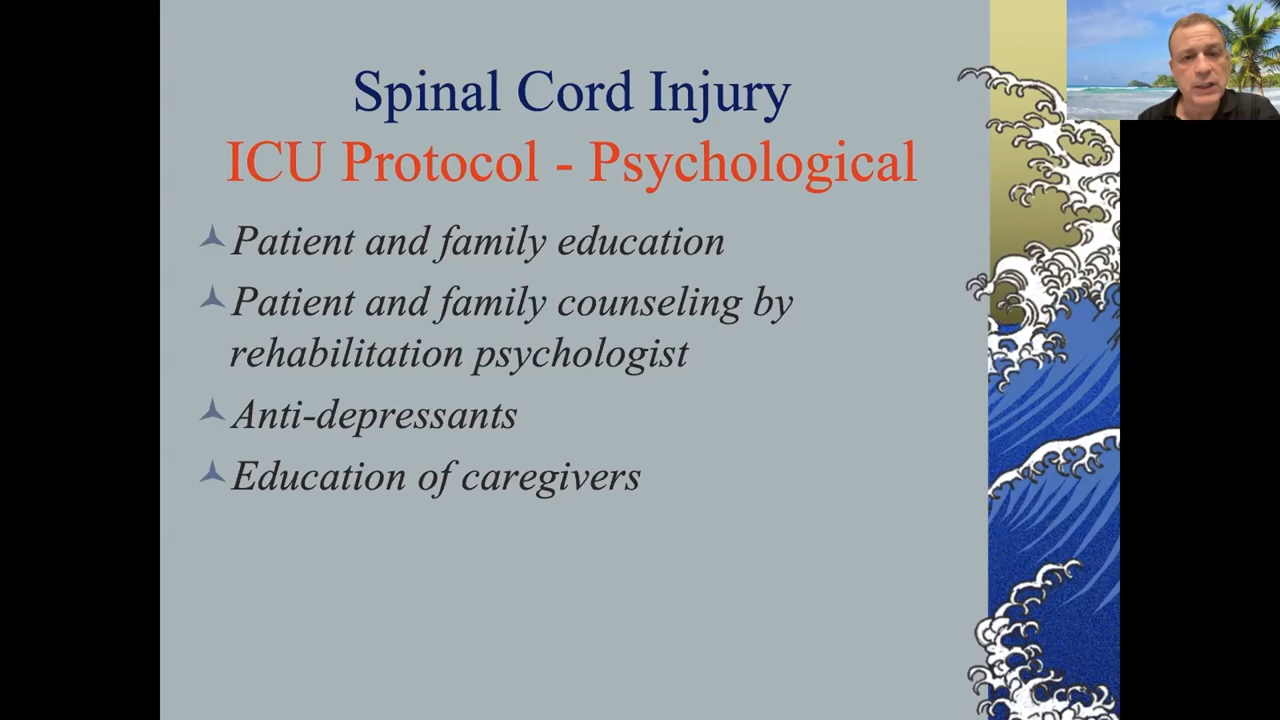 Spinal Cord Injury
ICU Protocol - Psychological
Patient and family education
Patient and family counseling by
rehabilitation psychologist
Anti-depressants
Education of caregivers